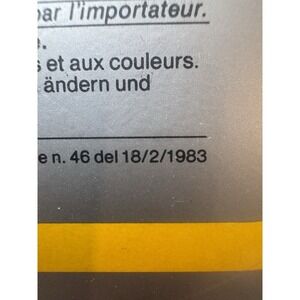 par l'importateur.
e.
s et aux couleurs.
ändern und
e n. 46 del 18/2/1983